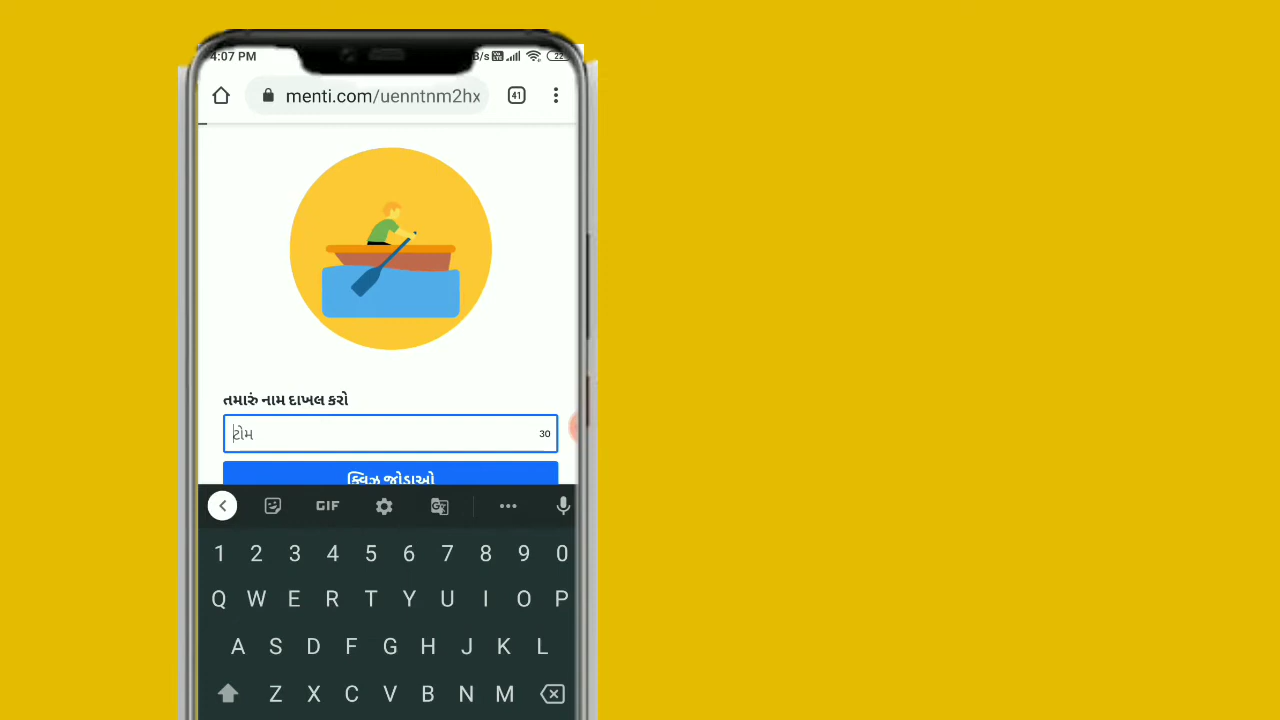 4:07 PM
B/s
22
menti.com/uenntnm2hx
41
તમારું નામ દાખલ કરો
ટોમ
30
ક્વિઝ જોડાઓ
GIF
1 2 3 4 5 6 7 8 9 0
Q W E R T Y U I O P
A S D F G H J K L
Z X C V B N M